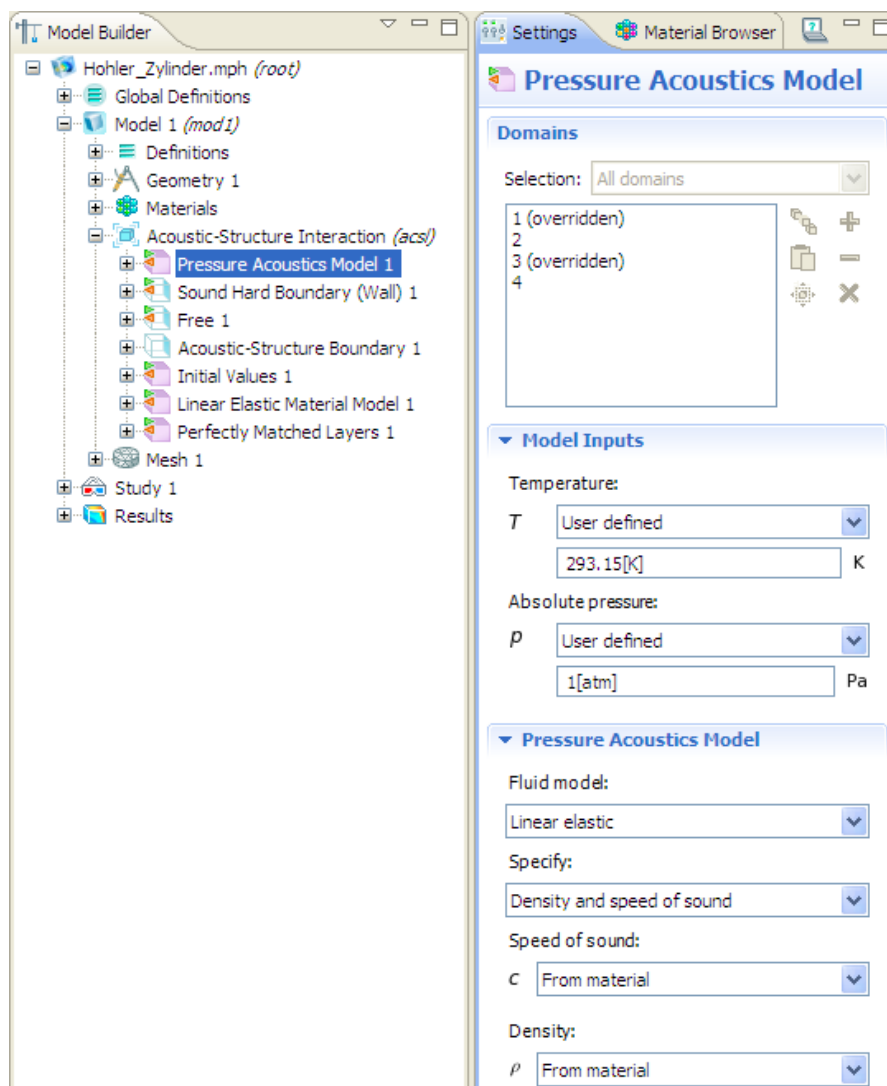 Model Builder
Hohler_Zylinder.mph (root)
Global Definitions
Model 1 (mod1)
Definitions
Geometry 1
Materials
Acoustic-Structure Interaction (acsl)
Pressure Acoustics Model 1
Sound Hard Boundary (Wall) 1
Free 1
Acoustic-Structure Boundary 1
Initial Values 1
Linear Elastic Material Model 1
Perfectly Matched Layers 1
Mesh 1
Study 1
Results
Settings Material Browser
Pressure Acoustics Model
Domains
Selection: All domains
1 (overridden)
2
3 (overridden)
4
Model Inputs
Temperature:
T User defined
293.15[K] K
Absolute pressure:
p User defined
1[atm] Pa
Pressure Acoustics Model
Fluid model:
Linear elastic
Specify:
Density and speed of sound
Speed of sound:
c From material
Density:
ρ From material